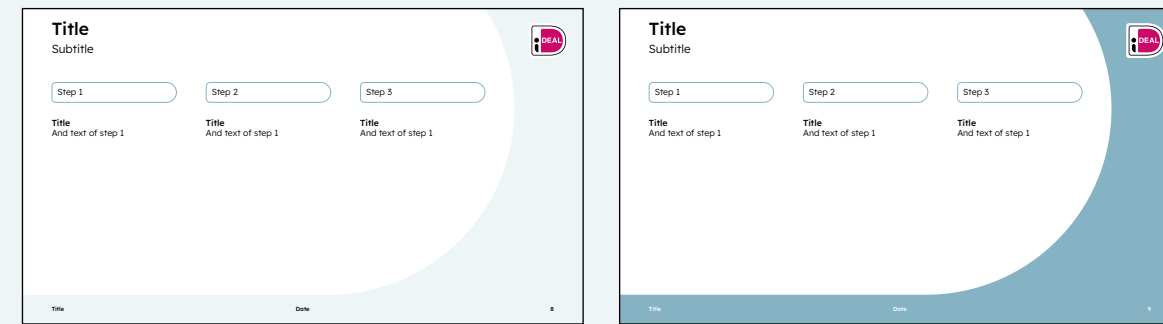 Title
Subtitle
iDEAL
Step 1
Step 2
Step 3
Title
And text of step 1
Title
And text of step 1
Title
And text of step 1
Title
Date
8
Title
Subtitle
iDEAL
Step 1
Step 2
Step 3
Title
And text of step 1
Title
And text of step 1
Title
And text of step 1
Title
Date
9